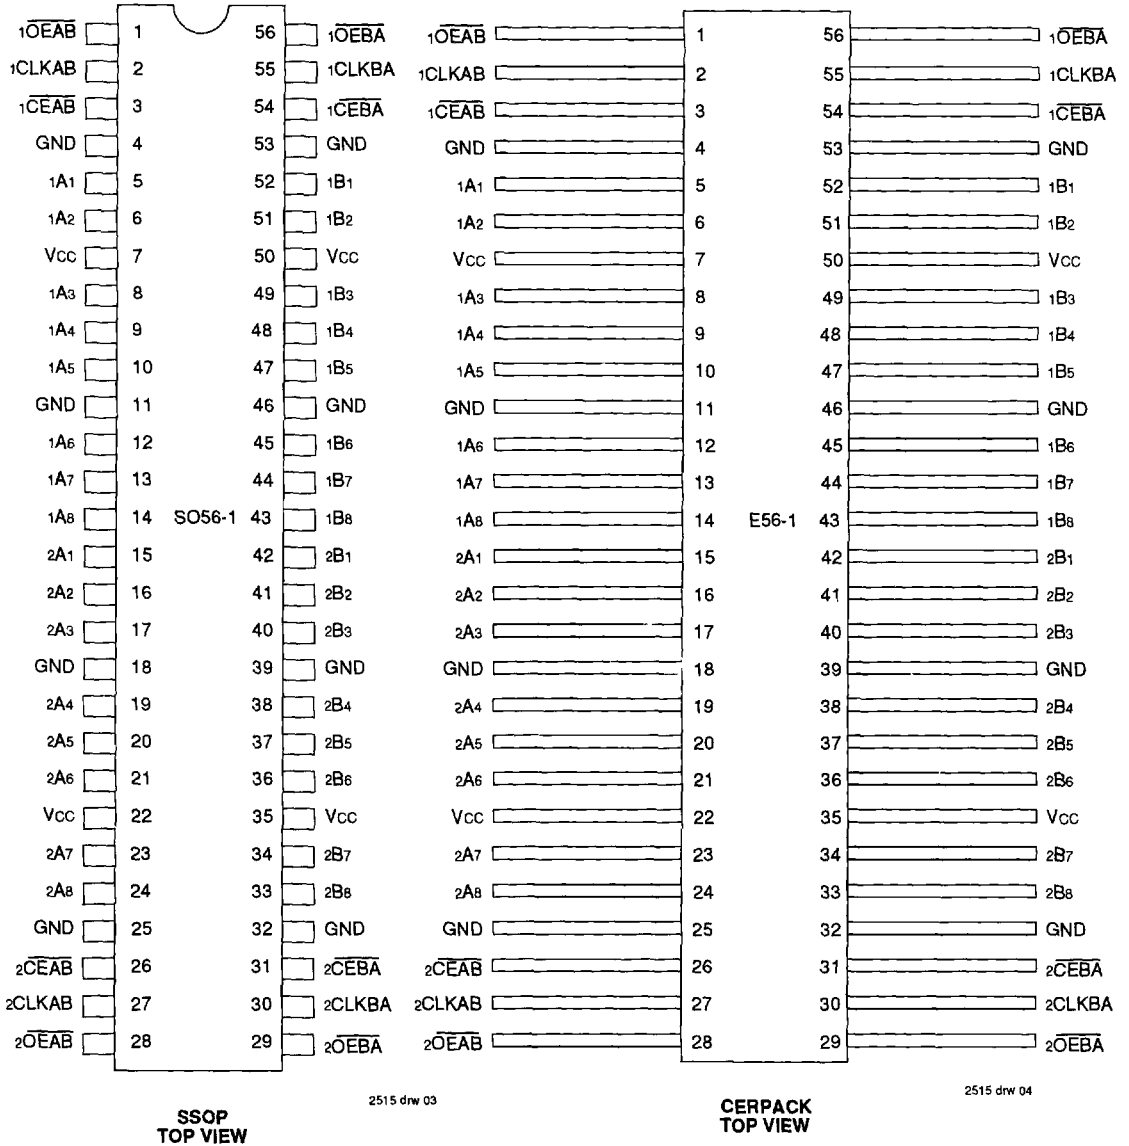 1OEAB 1 56 1OEBA 1OEAB 1 56 1OEBA
1CLKAB 2 55 1CLKBA 1CLKAB 2 55 1CLKBA
1CEAB 3 54 1CEBA 1CEAB 3 54 1CEBA
GND 4 53 GND GND 4 53 GND
1A1 5 52 1B1 1A1 5 52 1B1
1A2 6 51 1B2 1A2 6 51 1B2
VCC 7 50 VCC VCC 7 50 VCC
1A3 8 49 1B3 1A3 8 49 1B3
1A4 9 48 1B4 1A4 9 48 1B4
1A5 10 47 1B5 1A5 10 47 1B5
GND 11 46 GND GND 11 46 GND
1A6 12 45 1B6 1A6 12 45 1B6
1A7 13 44 1B7 1A7 13 44 1B7
1A8 14 SO56-1 43 1B8 1A8 14 E56-1 43 1B8
2A1 15 42 2B1 2A1 15 42 2B1
2A2 16 41 2B2 2A2 16 41 2B2
2A3 17 40 2B3 2A3 17 40 2B3
GND 18 39 GND GND 18 39 GND
2A4 19 38 2B4 2A4 19 38 2B4
2A5 20 37 2B5 2A5 20 37 2B5
2A6 21 36 2B6 2A6 21 36 2B6
VCC 22 35 VCC VCC 22 35 VCC
2A7 23 34 2B7 2A7 23 34 2B7
2A8 24 33 2B8 2A8 24 33 2B8
GND 25 32 GND GND 25 32 GND
2CEAB 26 31 2CEBA 2CEAB 26 31 2CEBA
2CLKAB 27 30 2CLKBA 2CLKAB 27 30 2CLKBA
2OEAB 28 29 2OEBA 2OEAB 28 29 2OEBA
2515 drw 03 2515 drw 04
SSOP CERPACK
TOP VIEW TOP VIEW